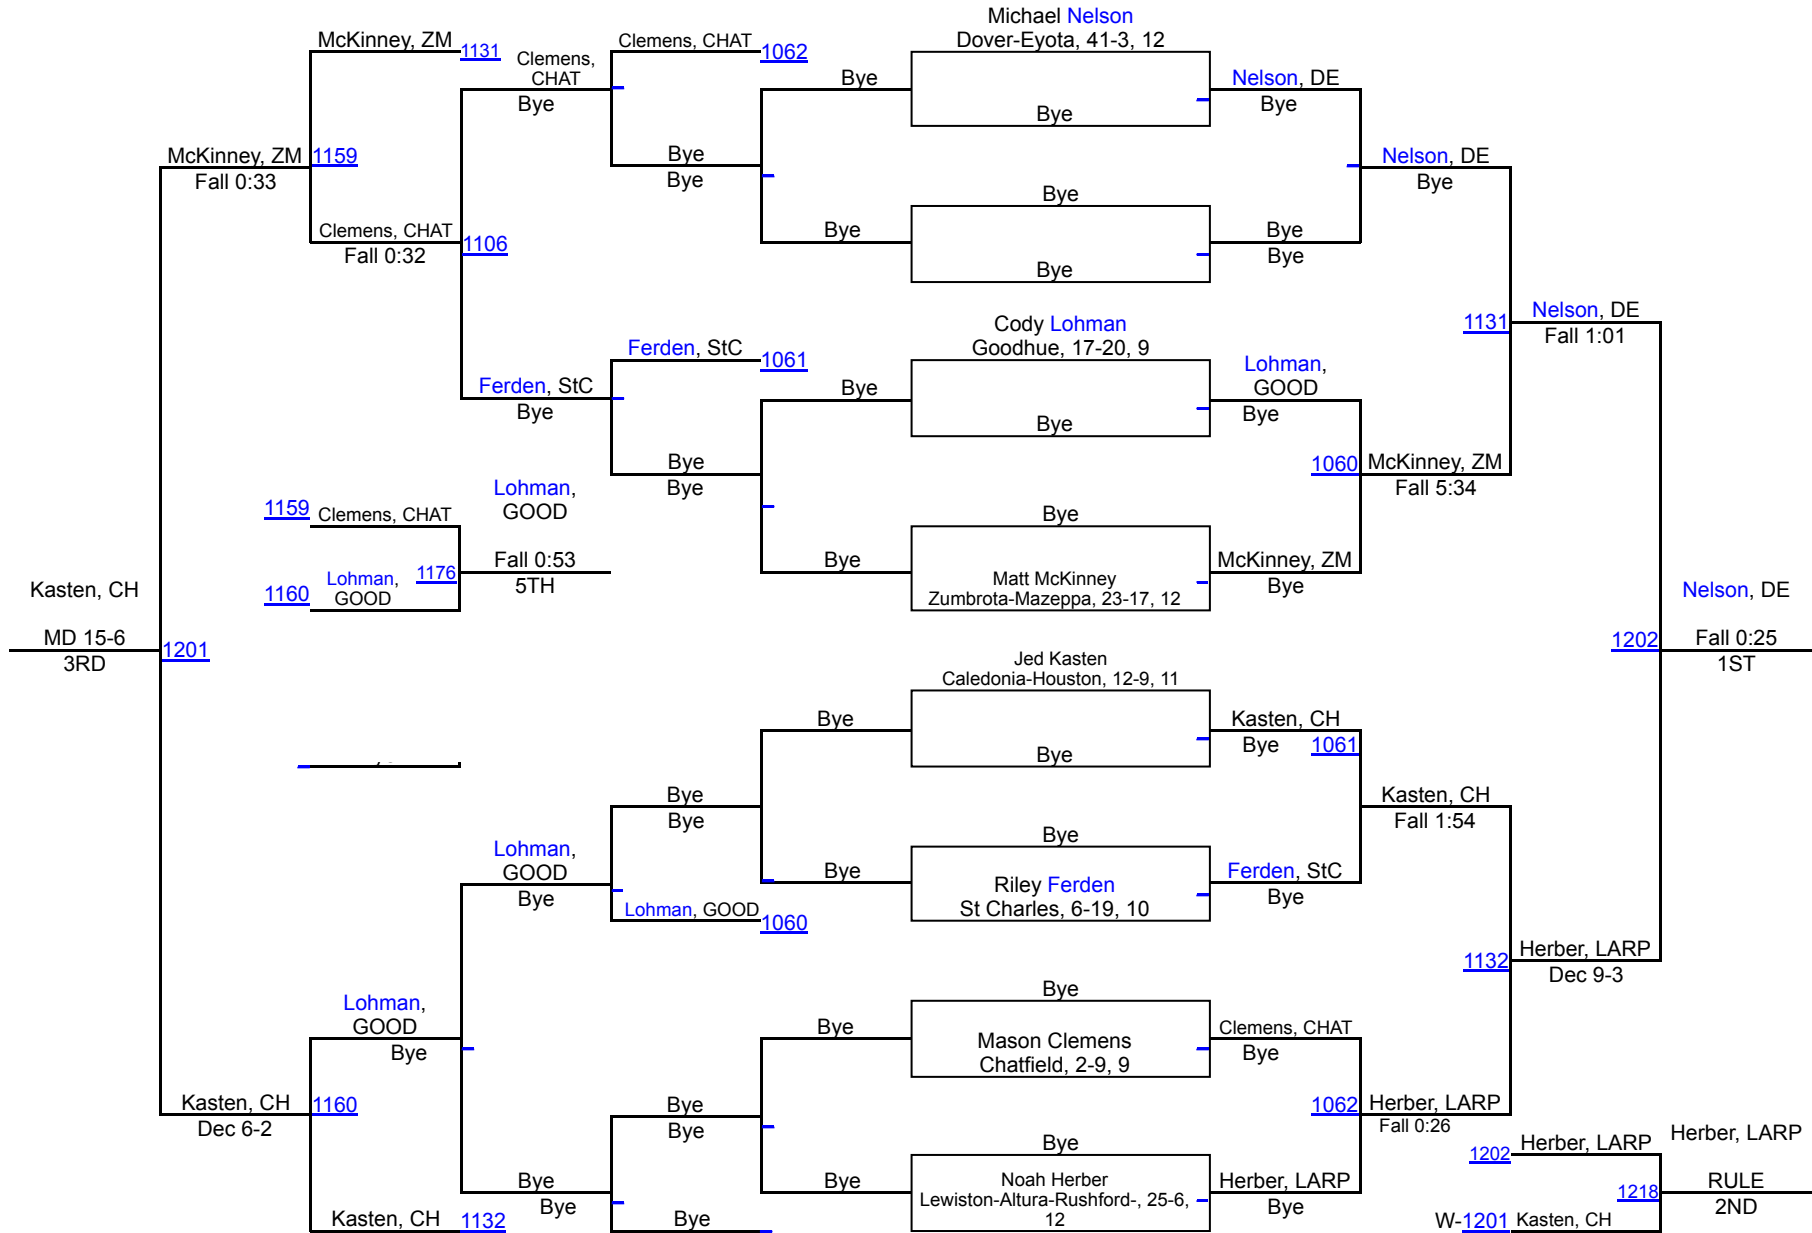 Michael Nelson
Dover-Eyota, 41-3, 12
McKinney, ZM
1131
Clemens,
CHAT
Bye
Clemens, CHAT
1062
Bye
Bye
Nelson, DE
Bye
McKinney, ZM
Fall 0:33
1159
Bye
Bye
Nelson, DE
Bye
Bye
Clemens, CHAT
Fall 0:32
1106
Bye
Bye
Bye
Bye
Cody Lohman
Goodhue, 17-20, 9
1131
Nelson, DE
Fall 1:01
Ferden, StC
1061
Ferden, StC
Bye
Bye
Bye
Lohman,
GOOD
Bye
Bye
Bye
1060
McKinney, ZM
Fall 5:34
1159
Clemens, CHAT
Lohman,
GOOD
Bye
Lohman,
GOOD
1160
1176
Fall 0:53
5TH
Bye
Matt McKinney
Zumbrota-Mazeppa, 23-17, 12
McKinney, ZM
Bye
Kasten, CH
MD 15-6
3RD
1201
Nelson, DE
1202
Fall 0:25
1ST
Jed Kasten
Caledonia-Houston, 12-9, 11
Bye
Bye
Kasten, CH
Bye
1061
Bye
Bye
Kasten, CH
Fall 1:54
Bye
Lohman,
GOOD
Bye
Bye
Riley Ferden
St Charles, 6-19, 10
Ferden, StC
Bye
Lohman, GOOD
1060
1132
Herber, LARP
Dec 9-3
Bye
Lohman,
GOOD
Bye
Bye
Mason Clemens
Chatfield, 2-9, 9
Clemens, CHAT
Bye
Kasten, CH
Dec 6-2
1160
Bye
Bye
1062
Herber, LARP
Fall 0:26
Bye
1202
Herber, LARP
Herber, LARP
Bye
Bye
Bye
Noah Herber
Lewiston-Altura-Rushford-, 25-6,
12
Herber, LARP
Bye
1218
RULE
2ND
Kasten, CH
1132
Bye
W-1201
Kasten, CH